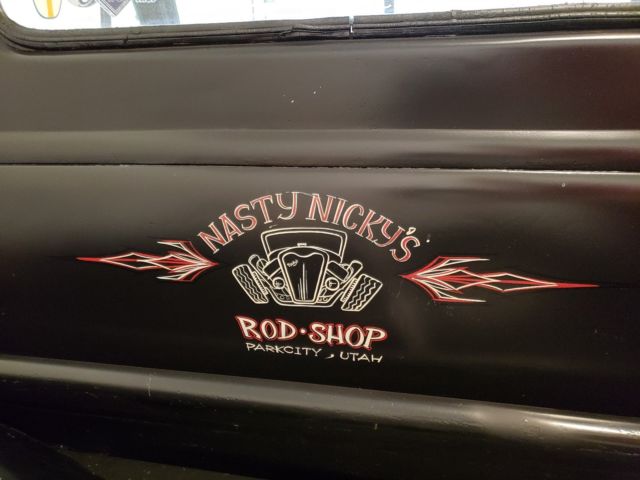 NASTY NICKY'S
ROD·SHOP
PARKCITY, UTAH